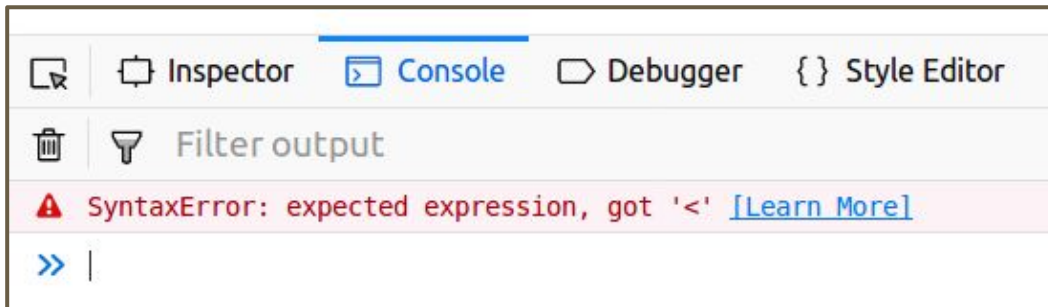 Inspector Console Debugger { } Style Editor
Filter output
SyntaxError: expected expression, got '<' [Learn More]
>>